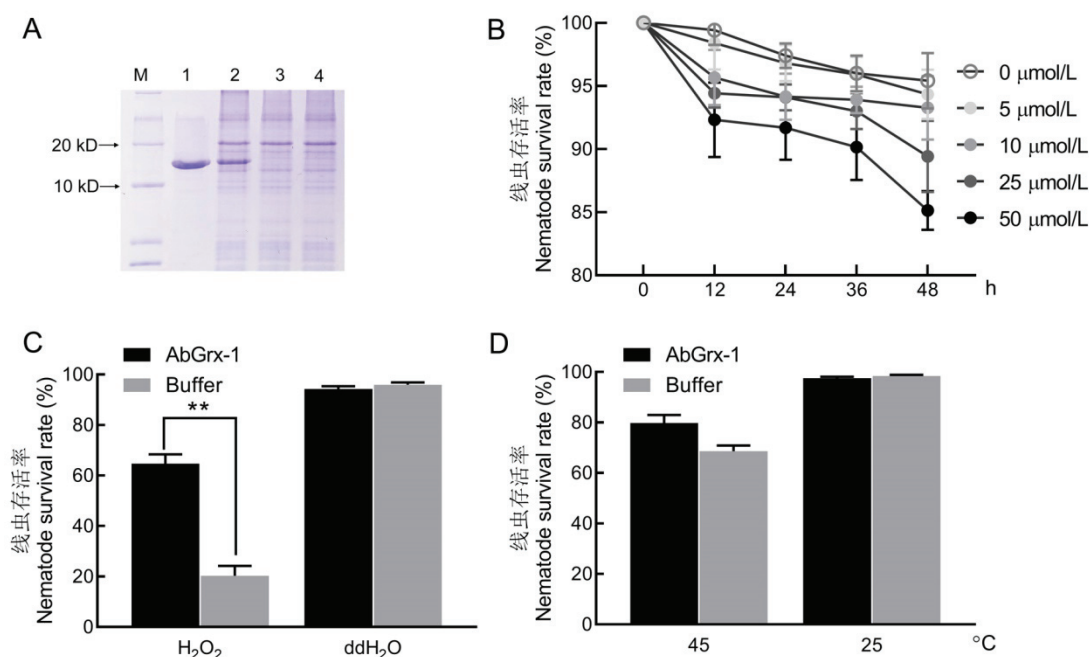 A
M 1 2 3 4
20 kD
10 kD
B
线虫存活率
Nematode survival rate (%)
100
95
90
85
80
0 12 24 36 48 h
0 μmol/L
5 μmol/L
10 μmol/L
25 μmol/L
50 μmol/L
C
AbGrx-1
Buffer
线虫存活率
Nematode survival rate (%)
100
80
60
40
20
0
**
H₂O₂ ddH₂O
D
AbGrx-1
Buffer
线虫存活率
Nematode survival rate (%)
100
80
60
40
20
0
45 25 °C